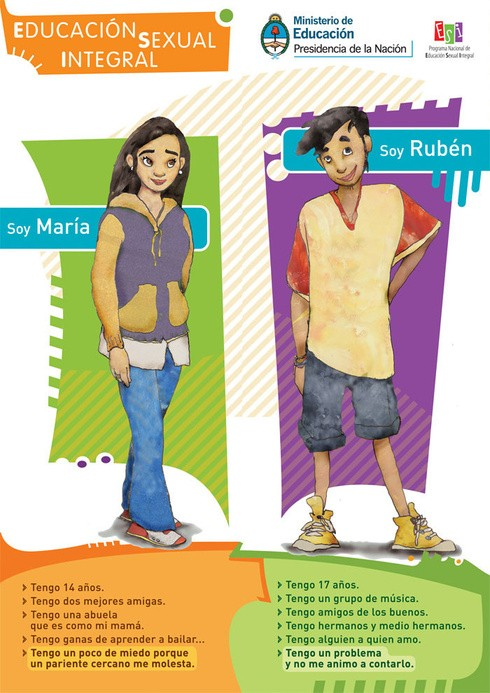 EDUCACIÓN SEXUAL
INTEGRAL
Ministerio de
Educación
Presidencia de la Nación
ESI
Programa Nacional de
EDUCACIÓN SEXUAL INTEGRAL
Soy María
Soy Rubén
Tengo 14 años.
Tengo dos mejores amigas.
Tengo una abuela
que es como mi mamá.
Tengo ganas de aprender a bailar...
Tengo un poco de miedo porque
un pariente cercano me molesta.
Tengo 17 años.
Tengo un grupo de música.
Tengo amigos de los buenos.
Tengo hermanos y medio hermanos.
Tengo alguien a quien amo.
Tengo un problema
y no me animo a contarlo.